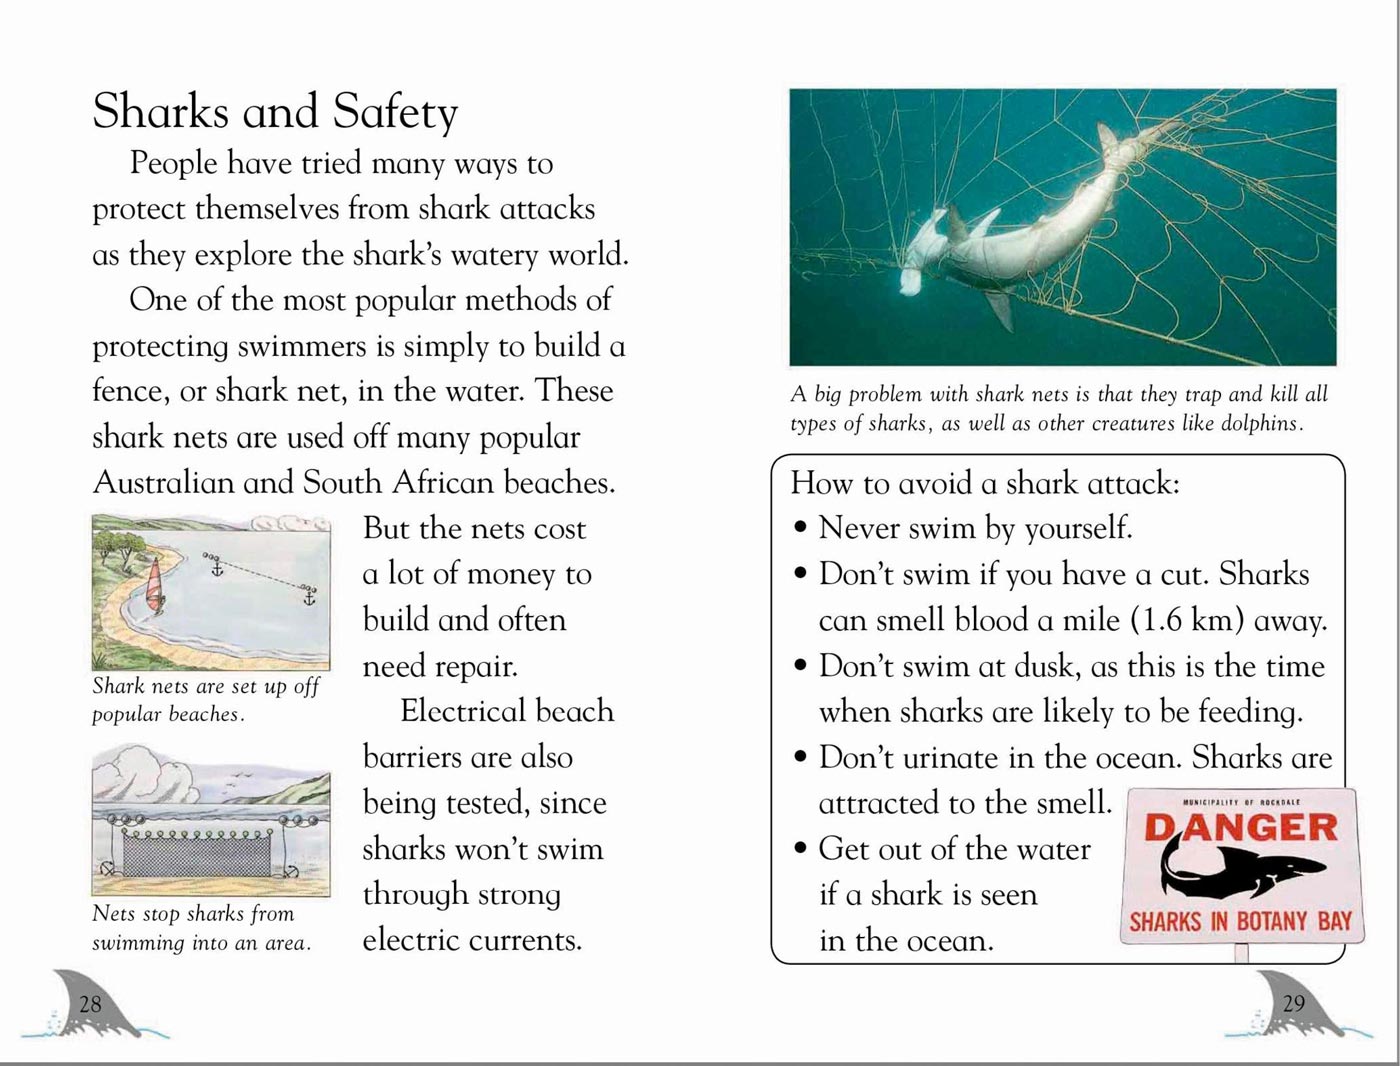 Sharks and Safety
People have tried many ways to
protect themselves from shark attacks
as they explore the shark's watery world.
One of the most popular methods of
protecting swimmers is simply to build a
fence, or shark net, in the water. These
shark nets are used off many popular
Australian and South African beaches.
But the nets cost
a lot of money to
build and often
need repair.
Electrical beach
barriers are also
being tested, since
sharks won't swim
through strong
electric currents.
Shark nets are set up off
popular beaches.
Nets stop sharks from
swimming into an area.
28
A big problem with shark nets is that they trap and kill all
types of sharks, as well as other creatures like dolphins.
How to avoid a shark attack:
• Never swim by yourself.
• Don't swim if you have a cut. Sharks
can smell blood a mile (1.6 km) away.
• Don't swim at dusk, as this is the time
when sharks are likely to be feeding.
• Don't urinate in the ocean. Sharks are
attracted to the smell.
• Get out of the water
if a shark is seen
in the ocean.
MUNICIPALITY OF ROCKDALE
DANGER
SHARKS IN BOTANY BAY
29